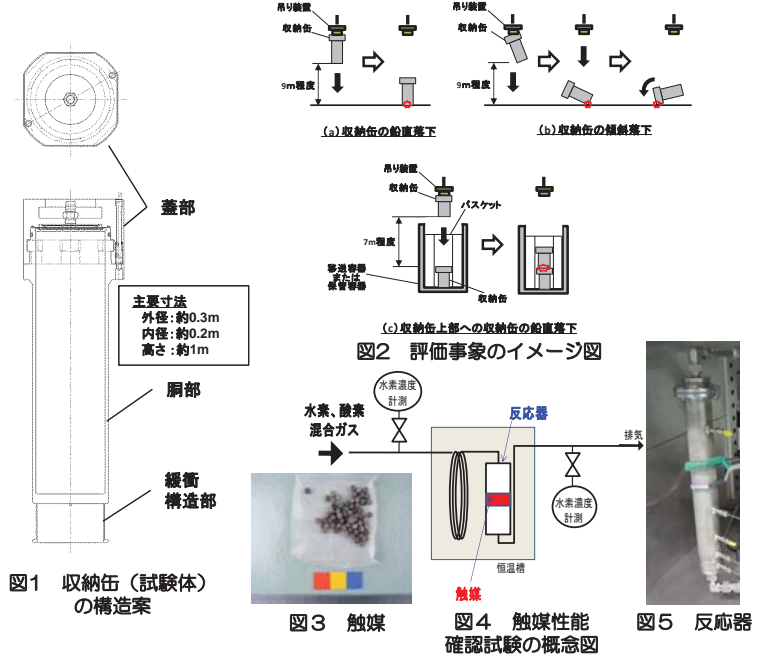 蓋部
主要寸法
外径：約0.3m
内径：約0.2m
高さ：約1m
胴部
緩衝
構造部
図1　収納缶（試験体）
の構造案
吊り装置
収納缶
9m程度
(a)収納缶の鉛直落下
吊り装置
収納缶
9m程度
(b)収納缶の傾斜落下
吊り装置
収納缶
バスケット
7m程度
移送容器
または
保管容器
収納缶
(c)収納缶上部への収納缶の鉛直落下
図2　評価事象のイメージ図
水素、酸素
混合ガス
水素濃度
計測
反応器
排気
水素濃度
計測
恒温槽
触媒
図3　触媒
図4　触媒性能
確認試験の概念図
図5　反応器